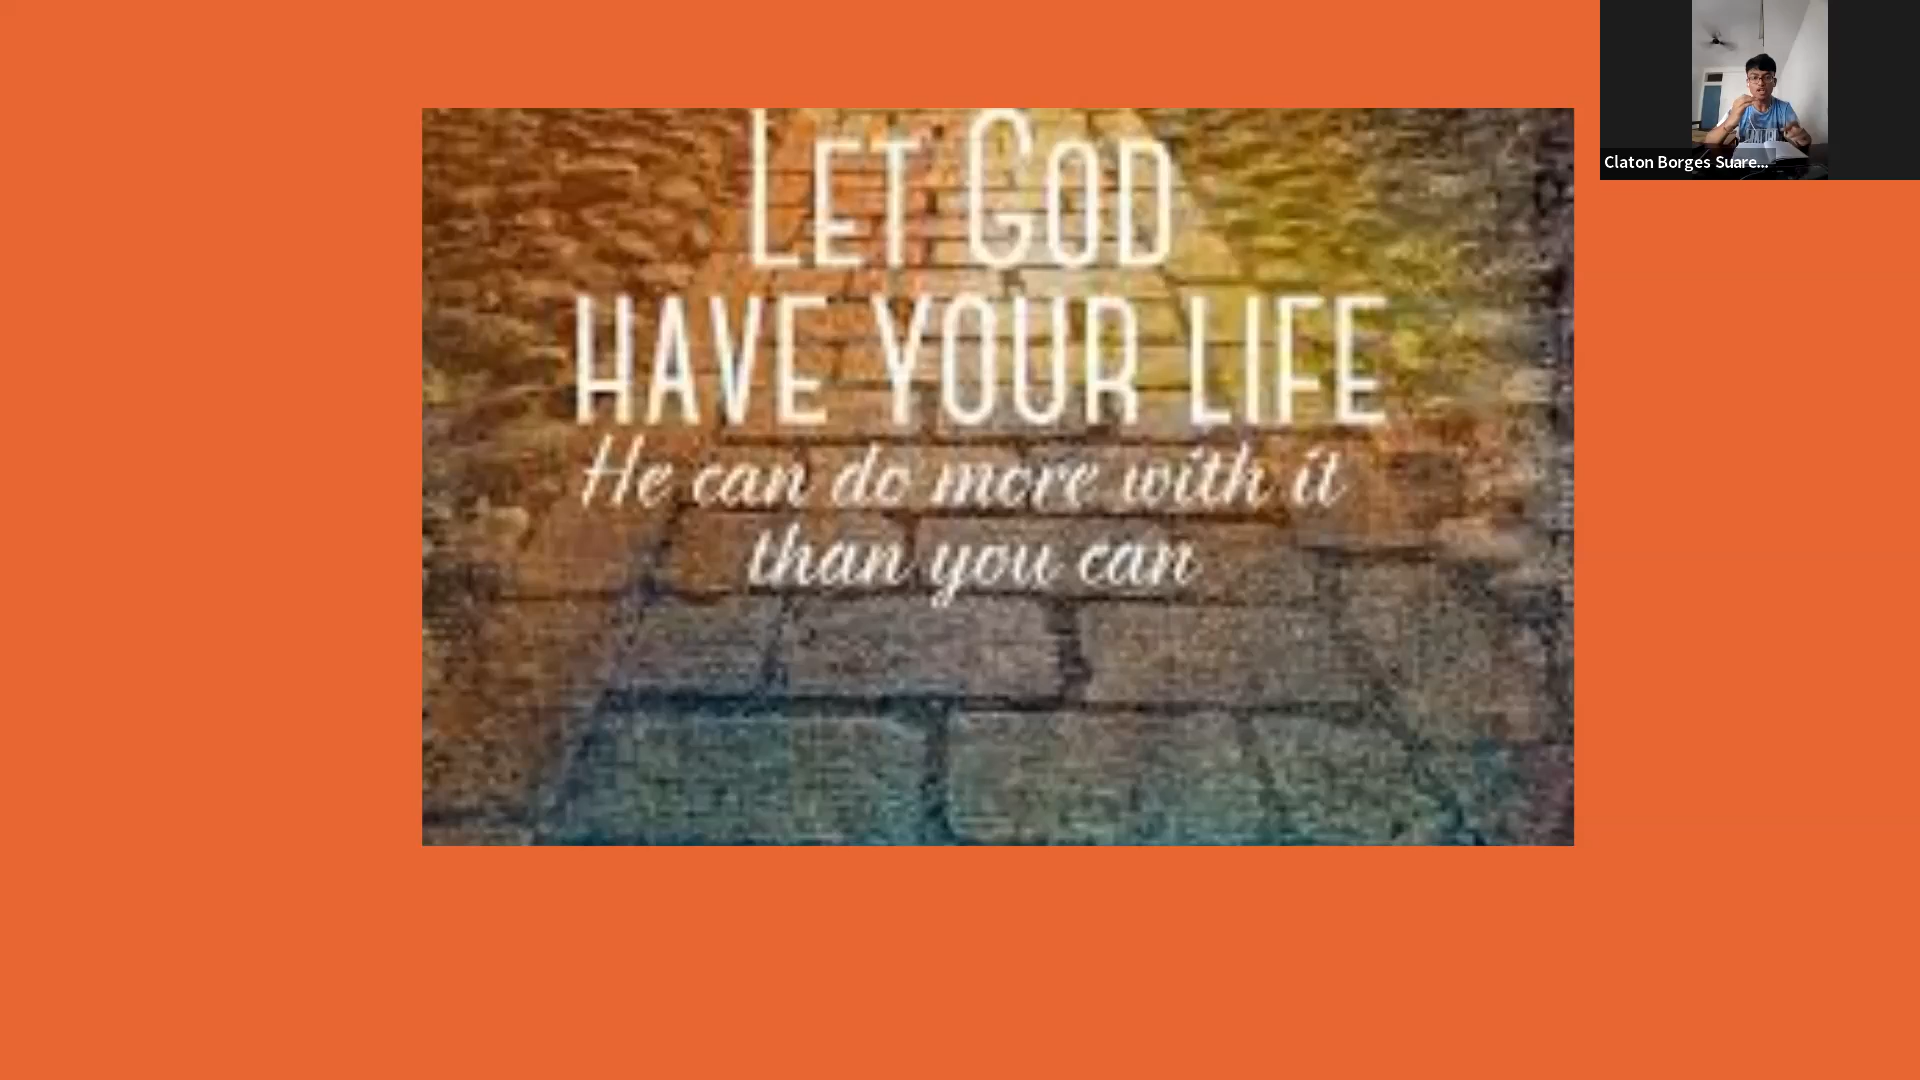 LET GOD
HAVE YOUR LIFE
He can do more with it
than you can
Claton Borges Suare...